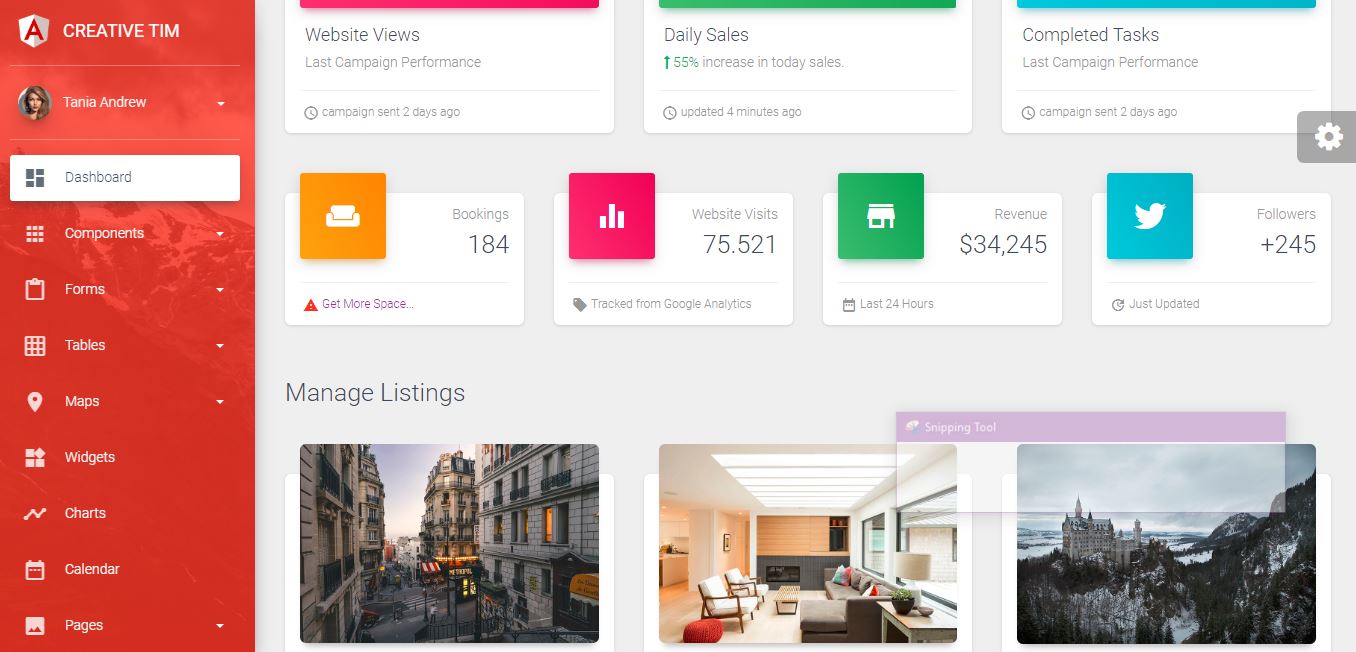 CREATIVE TIM
Tania Andrew
Dashboard
Components
Forms
Tables
Maps
Widgets
Charts
Calendar
Pages
Website Views
Last Campaign Performance
campaign sent 2 days ago
Daily Sales
55% increase in today sales.
updated 4 minutes ago
Completed Tasks
Last Campaign Performance
campaign sent 2 days ago
Bookings
184
Get More Space...
Website Visits
75.521
Tracked from Google Analytics
Revenue
$34,245
Last 24 Hours
Followers
+245
Just Updated
Manage Listings
Snipping Tool
METROPOL